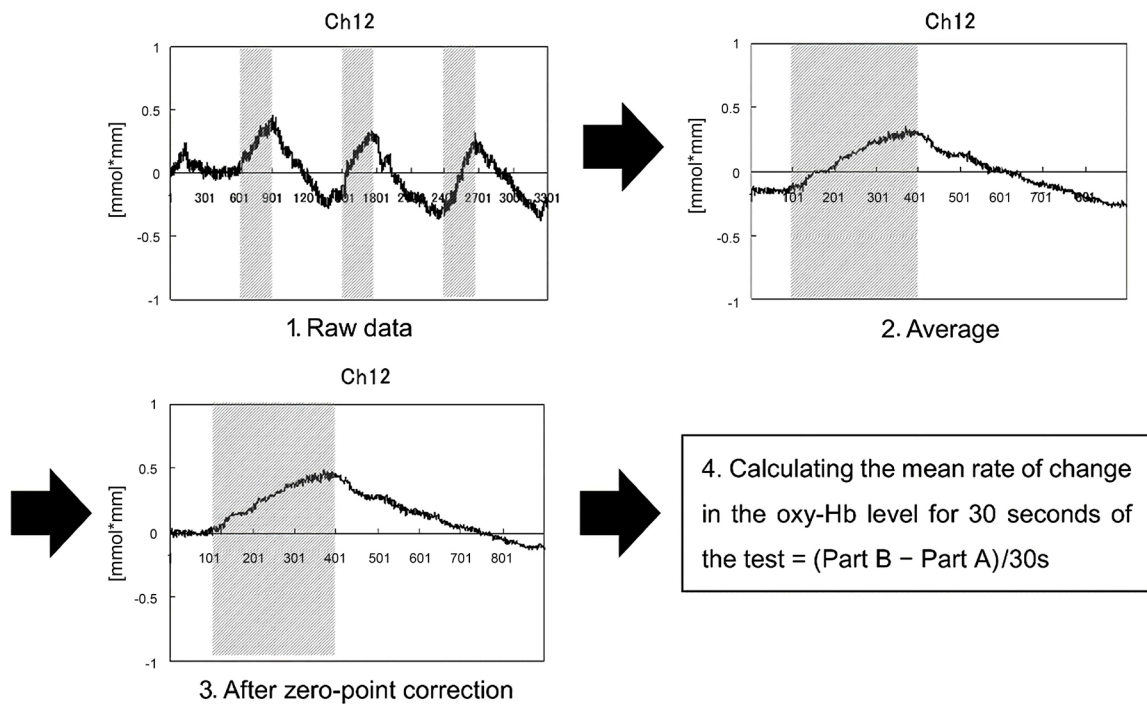 Ch12
1
0.5
0
-0.5
-1
[mmol*mm]
1 301 601 901 1801 2701 3301
1. Raw data
Ch12
1
0.5
0
-0.5
-1
[mmol*mm]
1 101 201 301 401 501 601 701
2. Average
Ch12
1
0.5
0
-0.5
-1
[mmol*mm]
1 101 201 301 401 501 601 701 801
3. After zero-point correction
4. Calculating the mean rate of change
in the oxy-Hb level for 30 seconds of
the test = (Part B − Part A)/30s